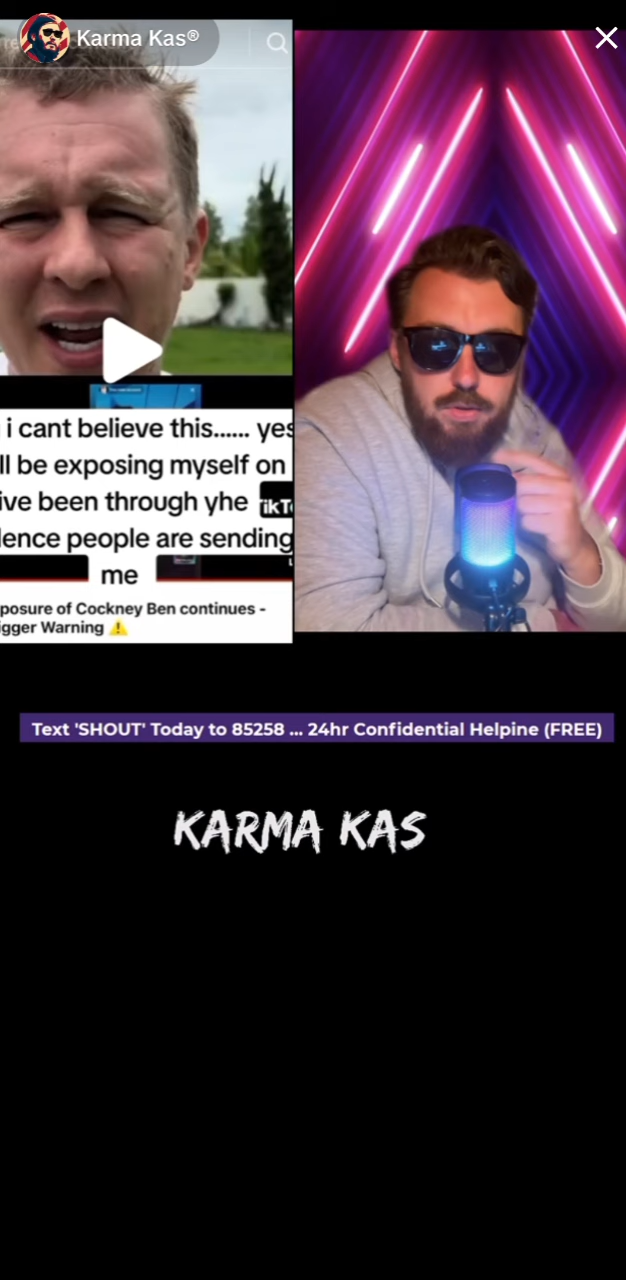 Karma Kas®
i cant believe this...... yes
ll be exposing myself on
ive been through yhe
TikT
lence people are sending
me
posure of Cockney Ben continues -
igger Warning ⚠️
Text 'SHOUT' Today to 85258 ... 24hr Confidential Helpine (FREE)
KARMA KAS